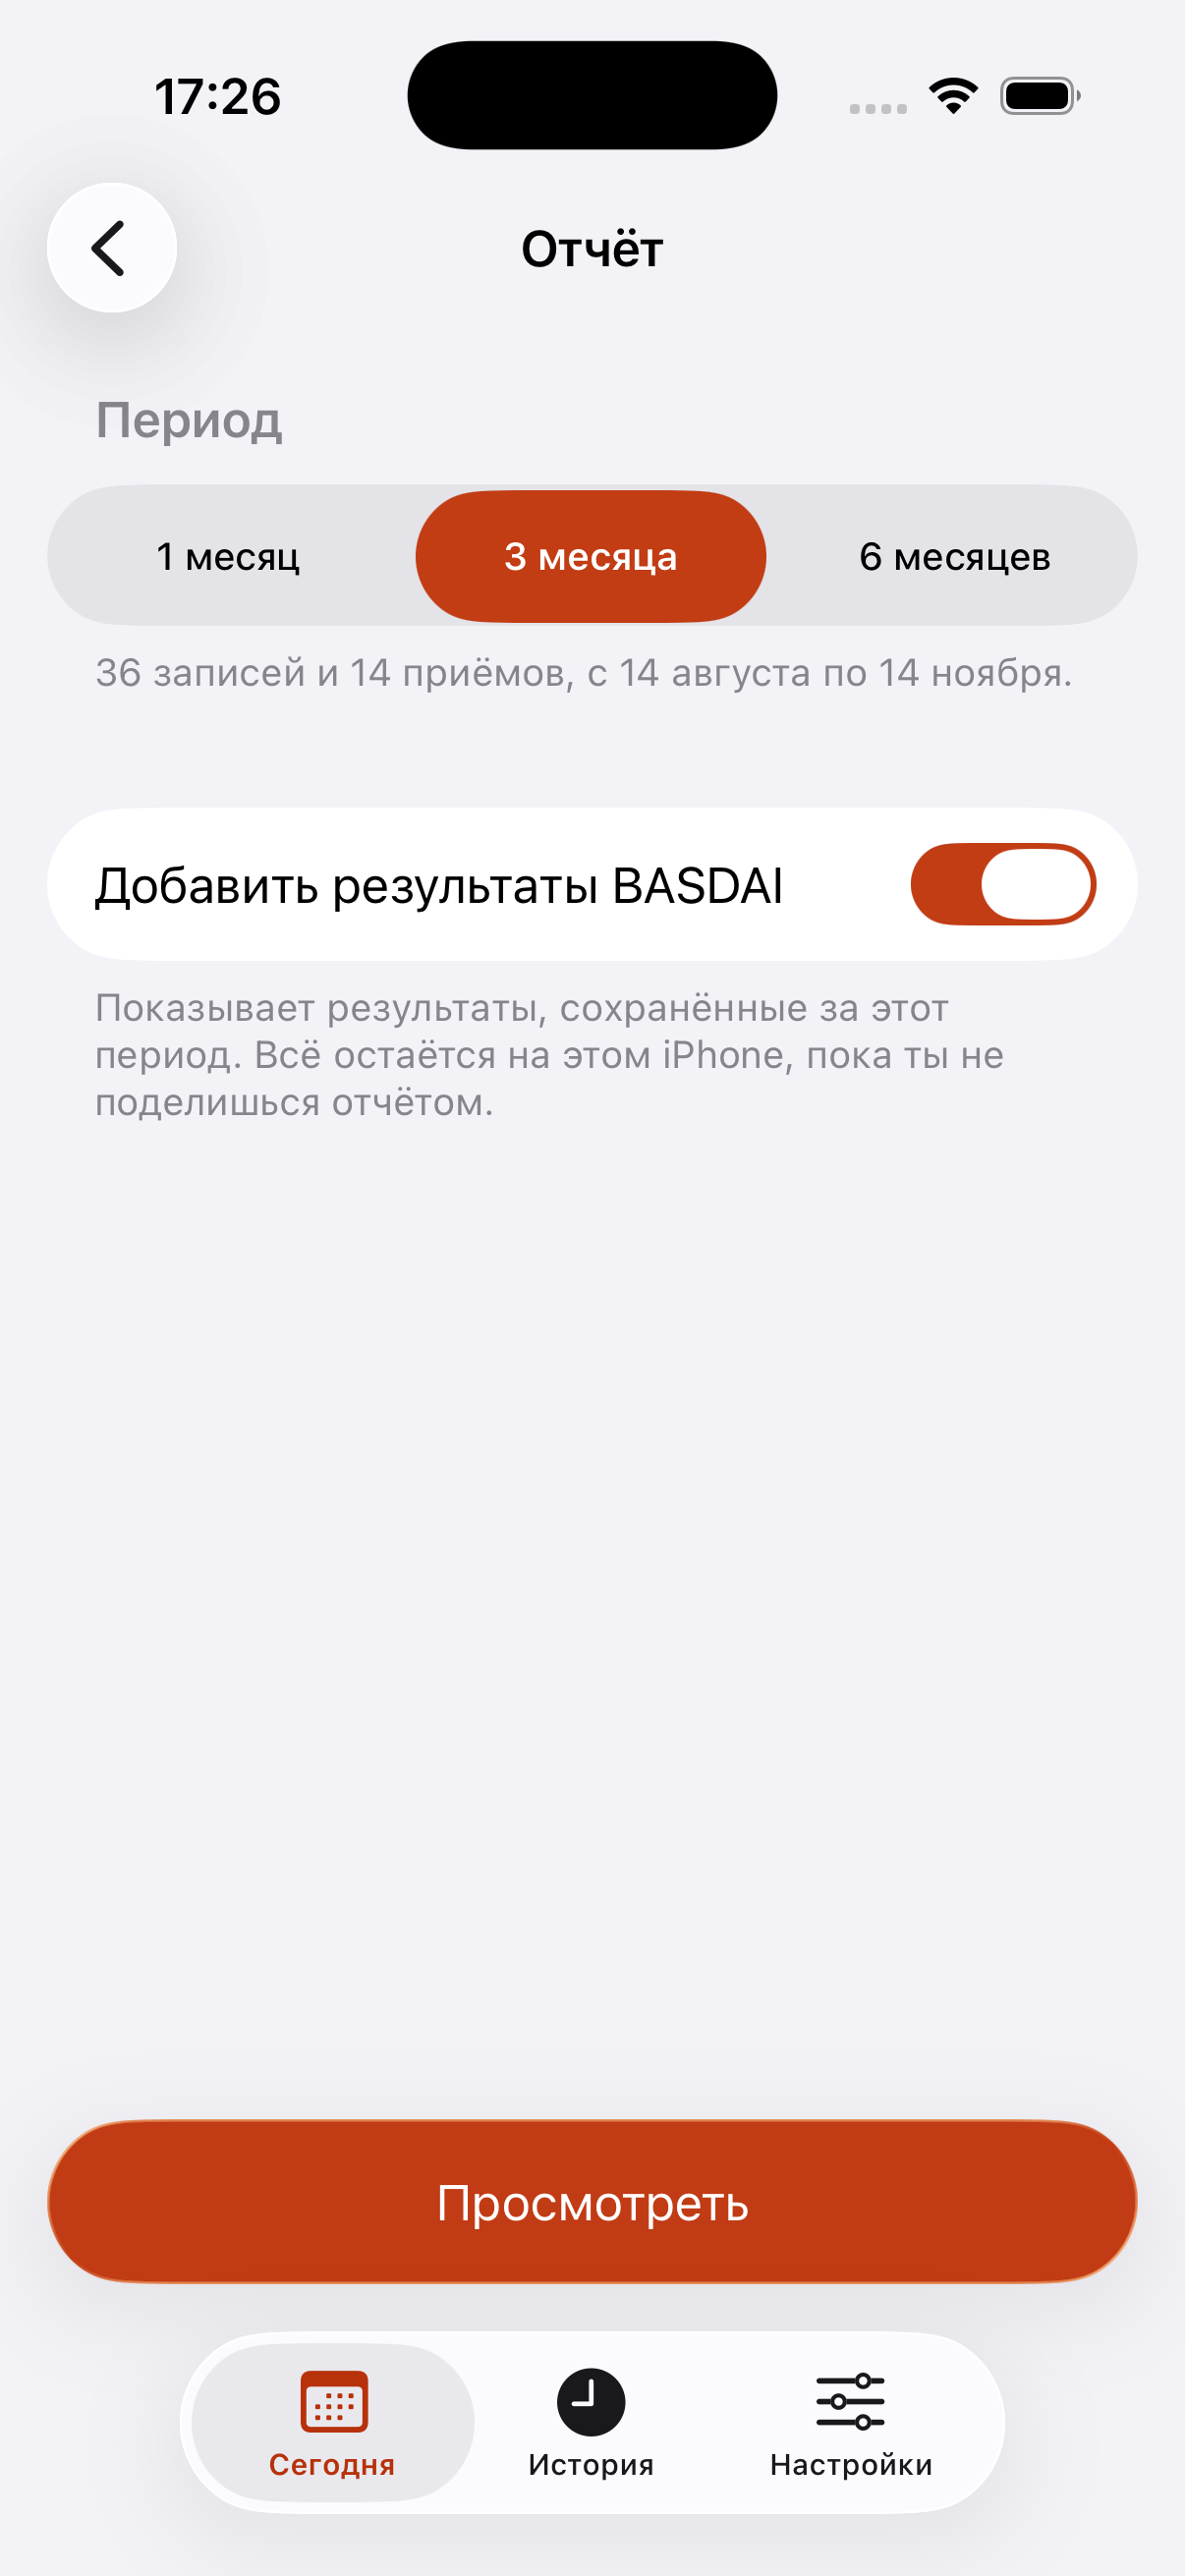 17:26
Отчёт
Период
1 месяц
3 месяца
6 месяцев
36 записей и 14 приёмов, с 14 августа по 14 ноября.
Добавить результаты BASDAI
Показывает результаты, сохранённые за этот
период. Всё остаётся на этом iPhone, пока ты не
поделишься отчётом.
Просмотреть
Сегодня
История
Настройки